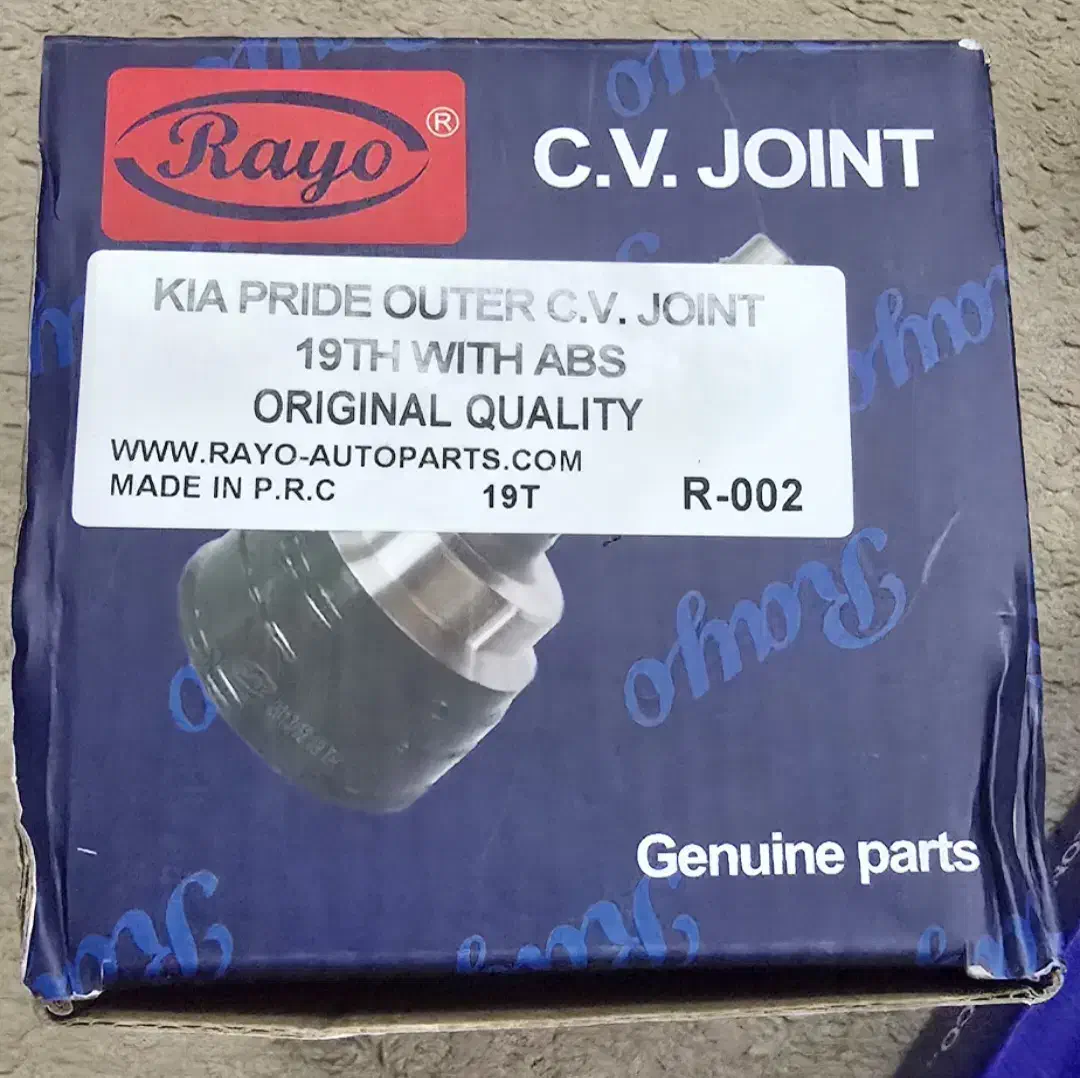 Rayo®
C.V. JOINT
KIA PRIDE OUTER C.V. JOINT
19TH WITH ABS
ORIGINAL QUALITY
WWW.RAYO-AUTOPARTS.COM
MADE IN P.R.C 19T R-002
Rayo
Genuine parts